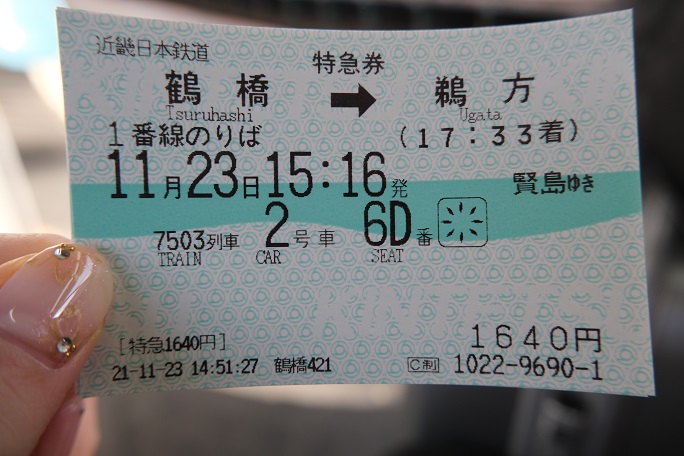 近畿日本鉄道
特急券
鶴橋 → 鵜方
Tsuruhashi Ugata
1番線のりば (17:33着)
11月23日15:16発 賢島ゆき
7503列車 2号車 6D番
TRAIN CAR SEAT
[特急1640円] 1640円
21-11-23 14:51:27 鶴橋421 C制 1022-9690-1